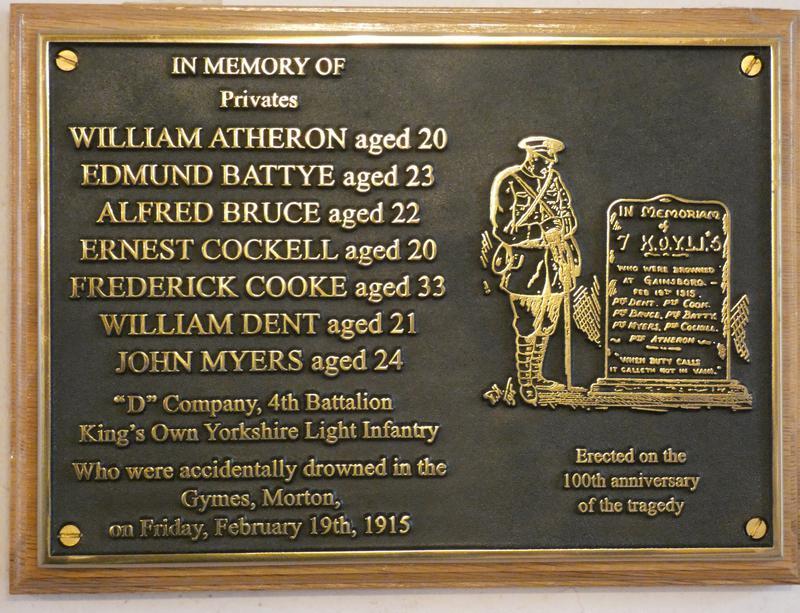 IN MEMORY OF
Privates
WILLIAM ATHERON aged 20
EDMUND BATTYE aged 23
ALFRED BRUCE aged 22
ERNEST COCKELL aged 20
FREDERICK COOKE aged 33
WILLIAM DENT aged 21
JOHN MYERS aged 24
“D” Company, 4th Battalion
King's Own Yorkshire Light Infantry
Who were accidentally drowned in the
Gymes, Morton,
on Friday, February 19th, 1915
IN MEMORIAM
of
7 K.O.Y.L.I.'S
WHO WERE DROWNED
AT GAINSBORO.
FEB 19TH 1915.
PTE DENT. PTE COOK.
PTE BRUCE, PTE BATTY.
PTE MYERS, PTE COCKILL.
PTE ATHERON
"WHEN DUTY CALLS
IT CALLETH NOT IN VAIN."
Erected on the
100th anniversary
of the tragedy